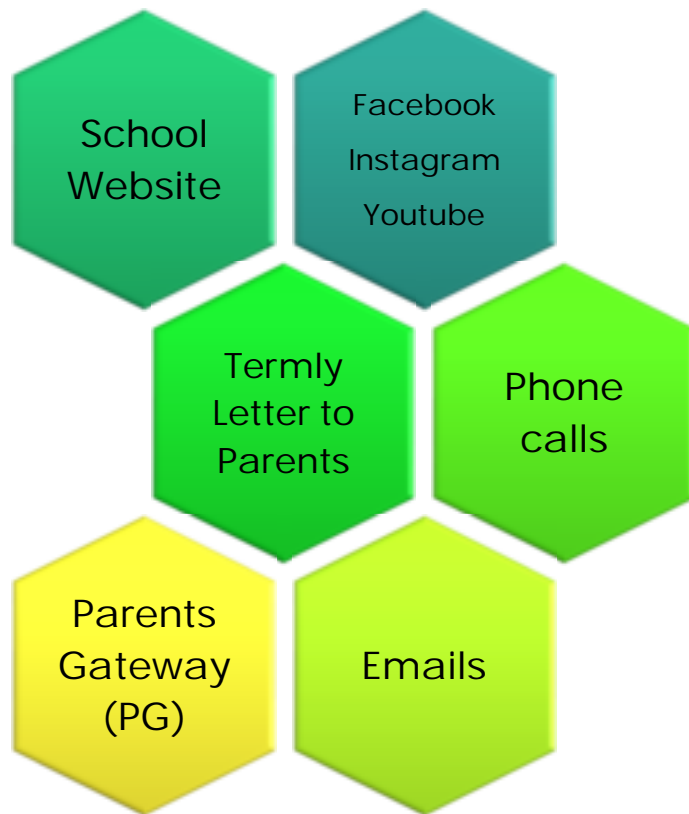 School
Website
Facebook
Instagram
Youtube
Termly
Letter to
Parents
Phone
calls
Parents
Gateway
(PG)
Emails